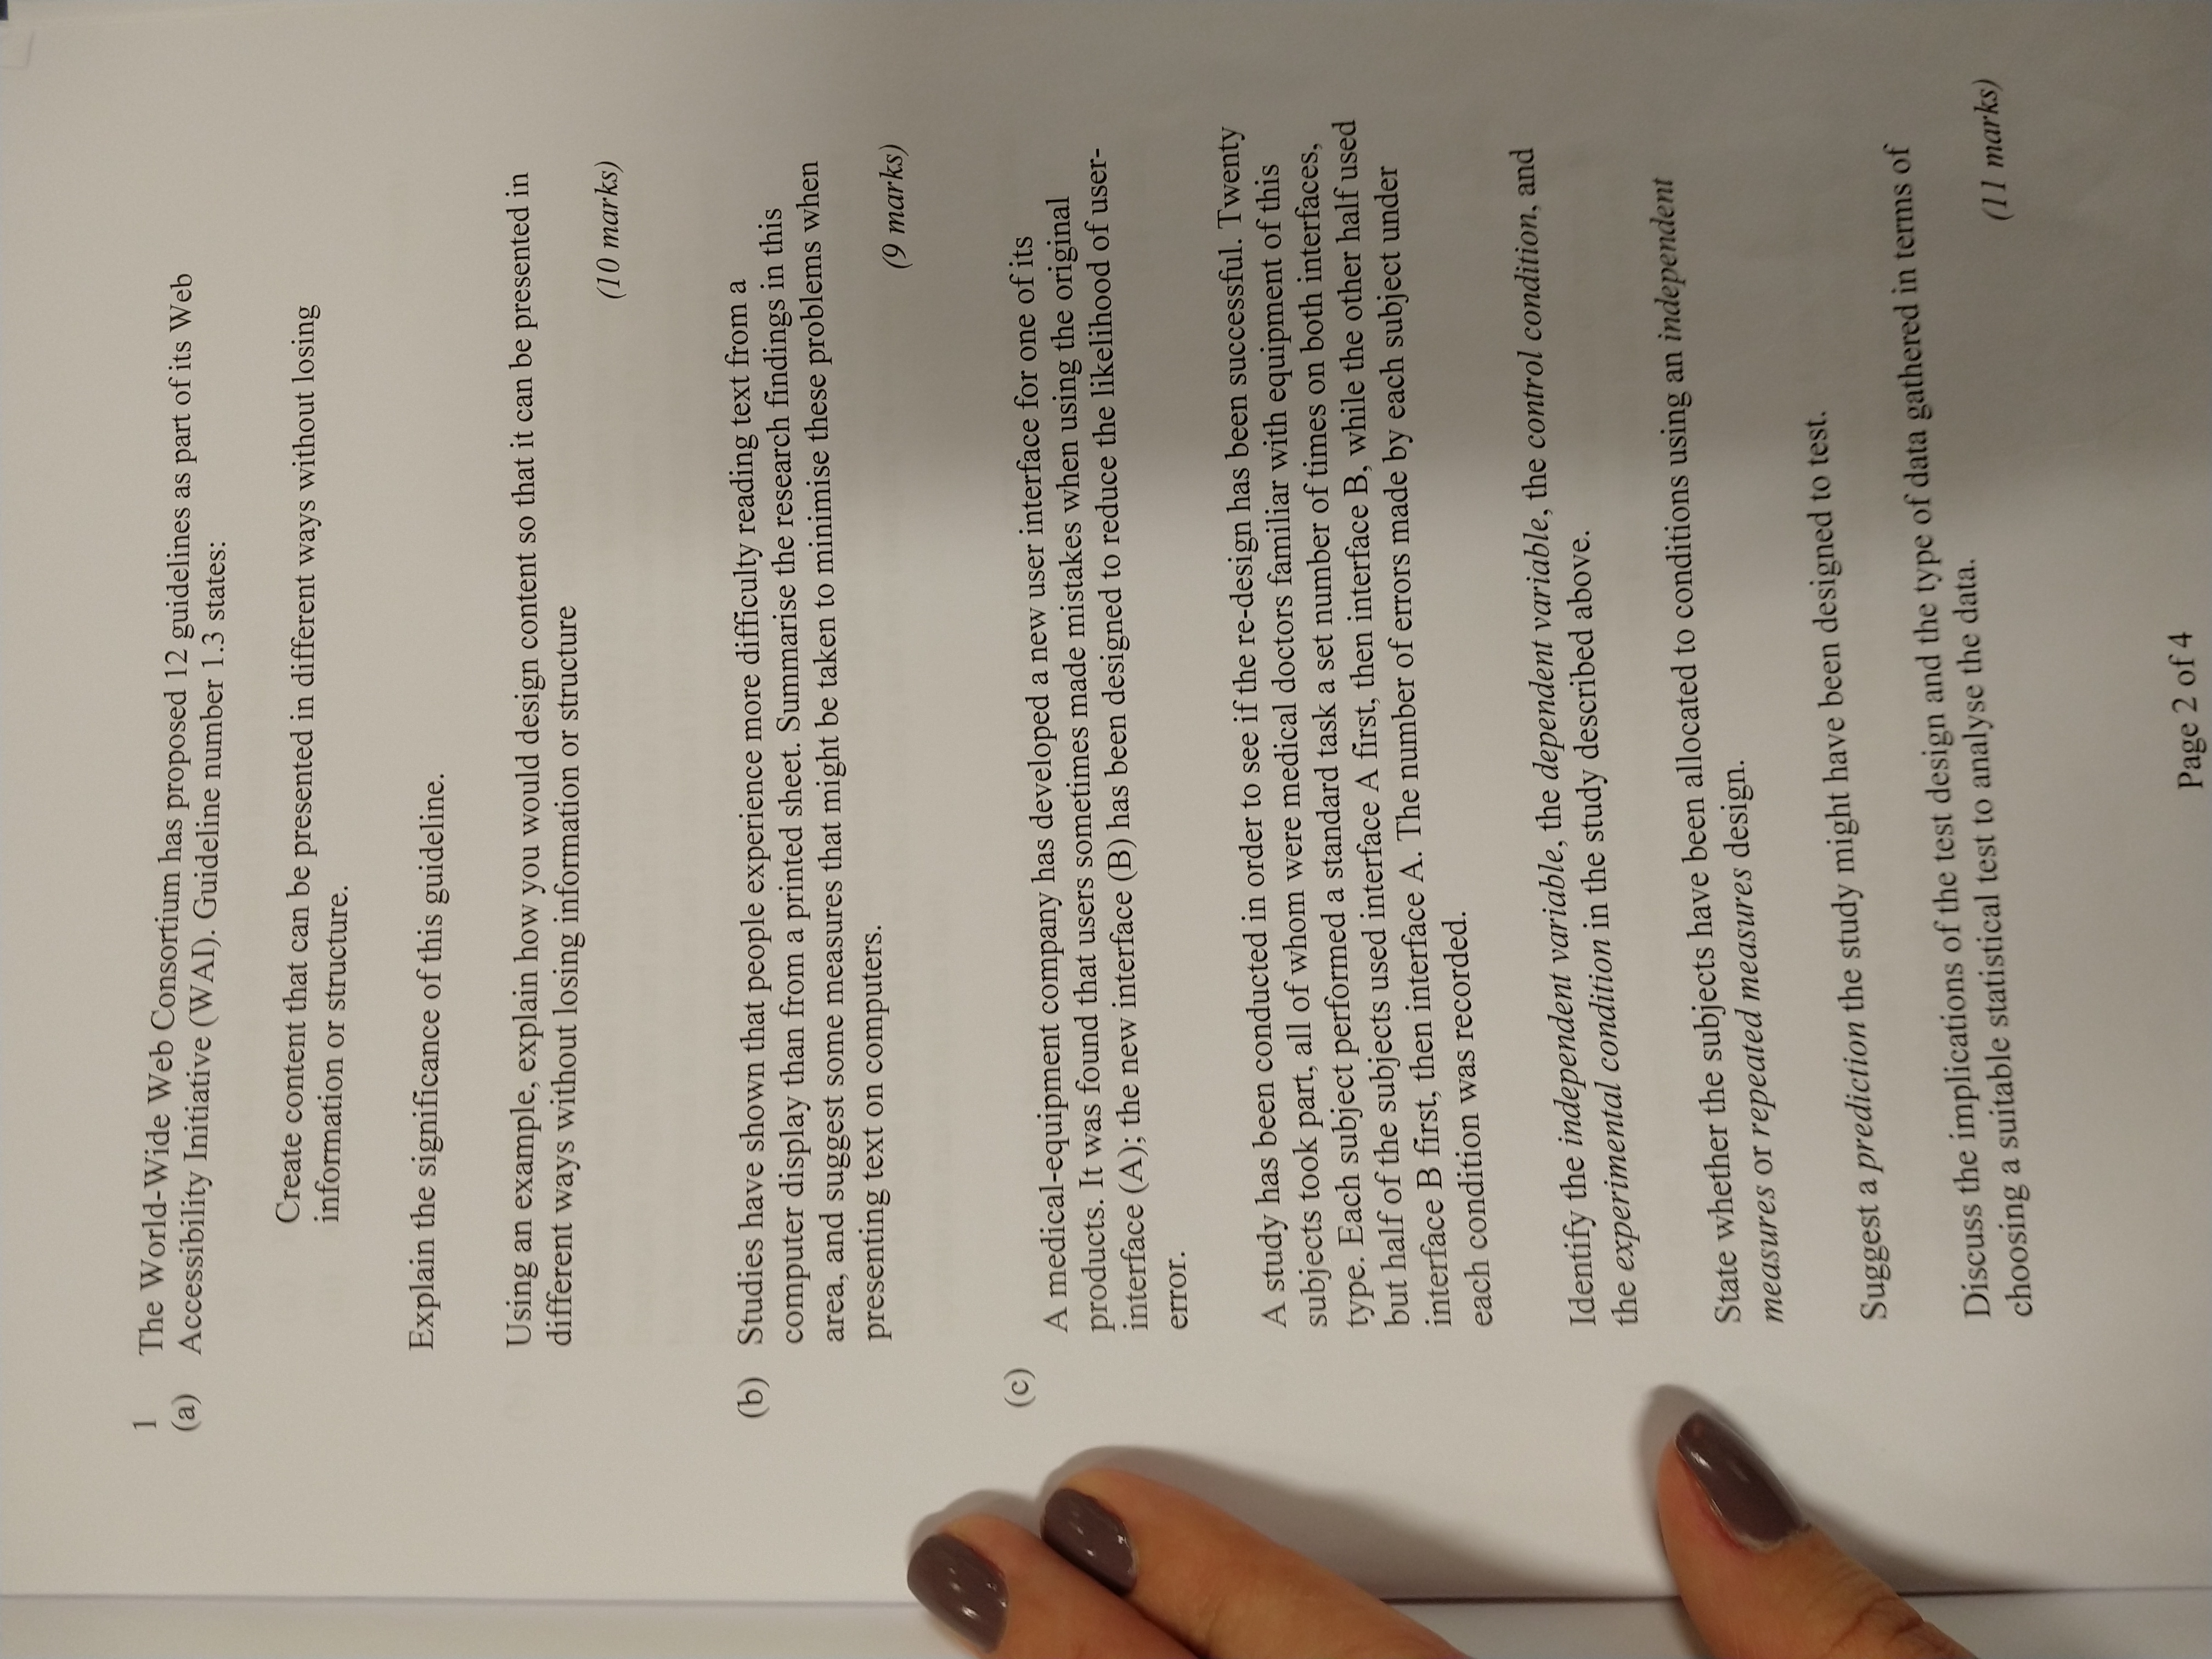 1 The World-Wide Web Consortium has proposed 12 guidelines as part of its Web
(a) Accessibility Initiative (WAI). Guideline number 1.3 states:
Create content that can be presented in different ways without losing
information or structure.
Explain the significance of this guideline.
Using an example, explain how you would design content so that it can be presented in
different ways without losing information or structure
(10 marks)
(b) Studies have shown that people experience more difficulty reading text from a
computer display than from a printed sheet. Summarise the research findings in this
area, and suggest some measures that might be taken to minimise these problems when
presenting text on computers.
(9 marks)
(c)
A medical-equipment company has developed a new user interface for one of its
products. It was found that users sometimes made mistakes when using the original
interface (A); the new interface (B) has been designed to reduce the likelihood of user-
error.
A study has been conducted in order to see if the re-design has been successful. Twenty
subjects took part, all of whom were medical doctors familiar with equipment of this
type. Each subject performed a standard task a set number of times on both interfaces,
but half of the subjects used interface A first, then interface B, while the other half used
interface B first, then interface A. The number of errors made by each subject under
each condition was recorded.
Identify the independent variable, the dependent variable, the control condition, and
the experimental condition in the study described above.
State whether the subjects have been allocated to conditions using an independent
measures or repeated measures design.
Suggest a prediction the study might have been designed to test.
Discuss the implications of the test design and the type of data gathered in terms of
choosing a suitable statistical test to analyse the data.
(11 marks)
Page 2 of 4